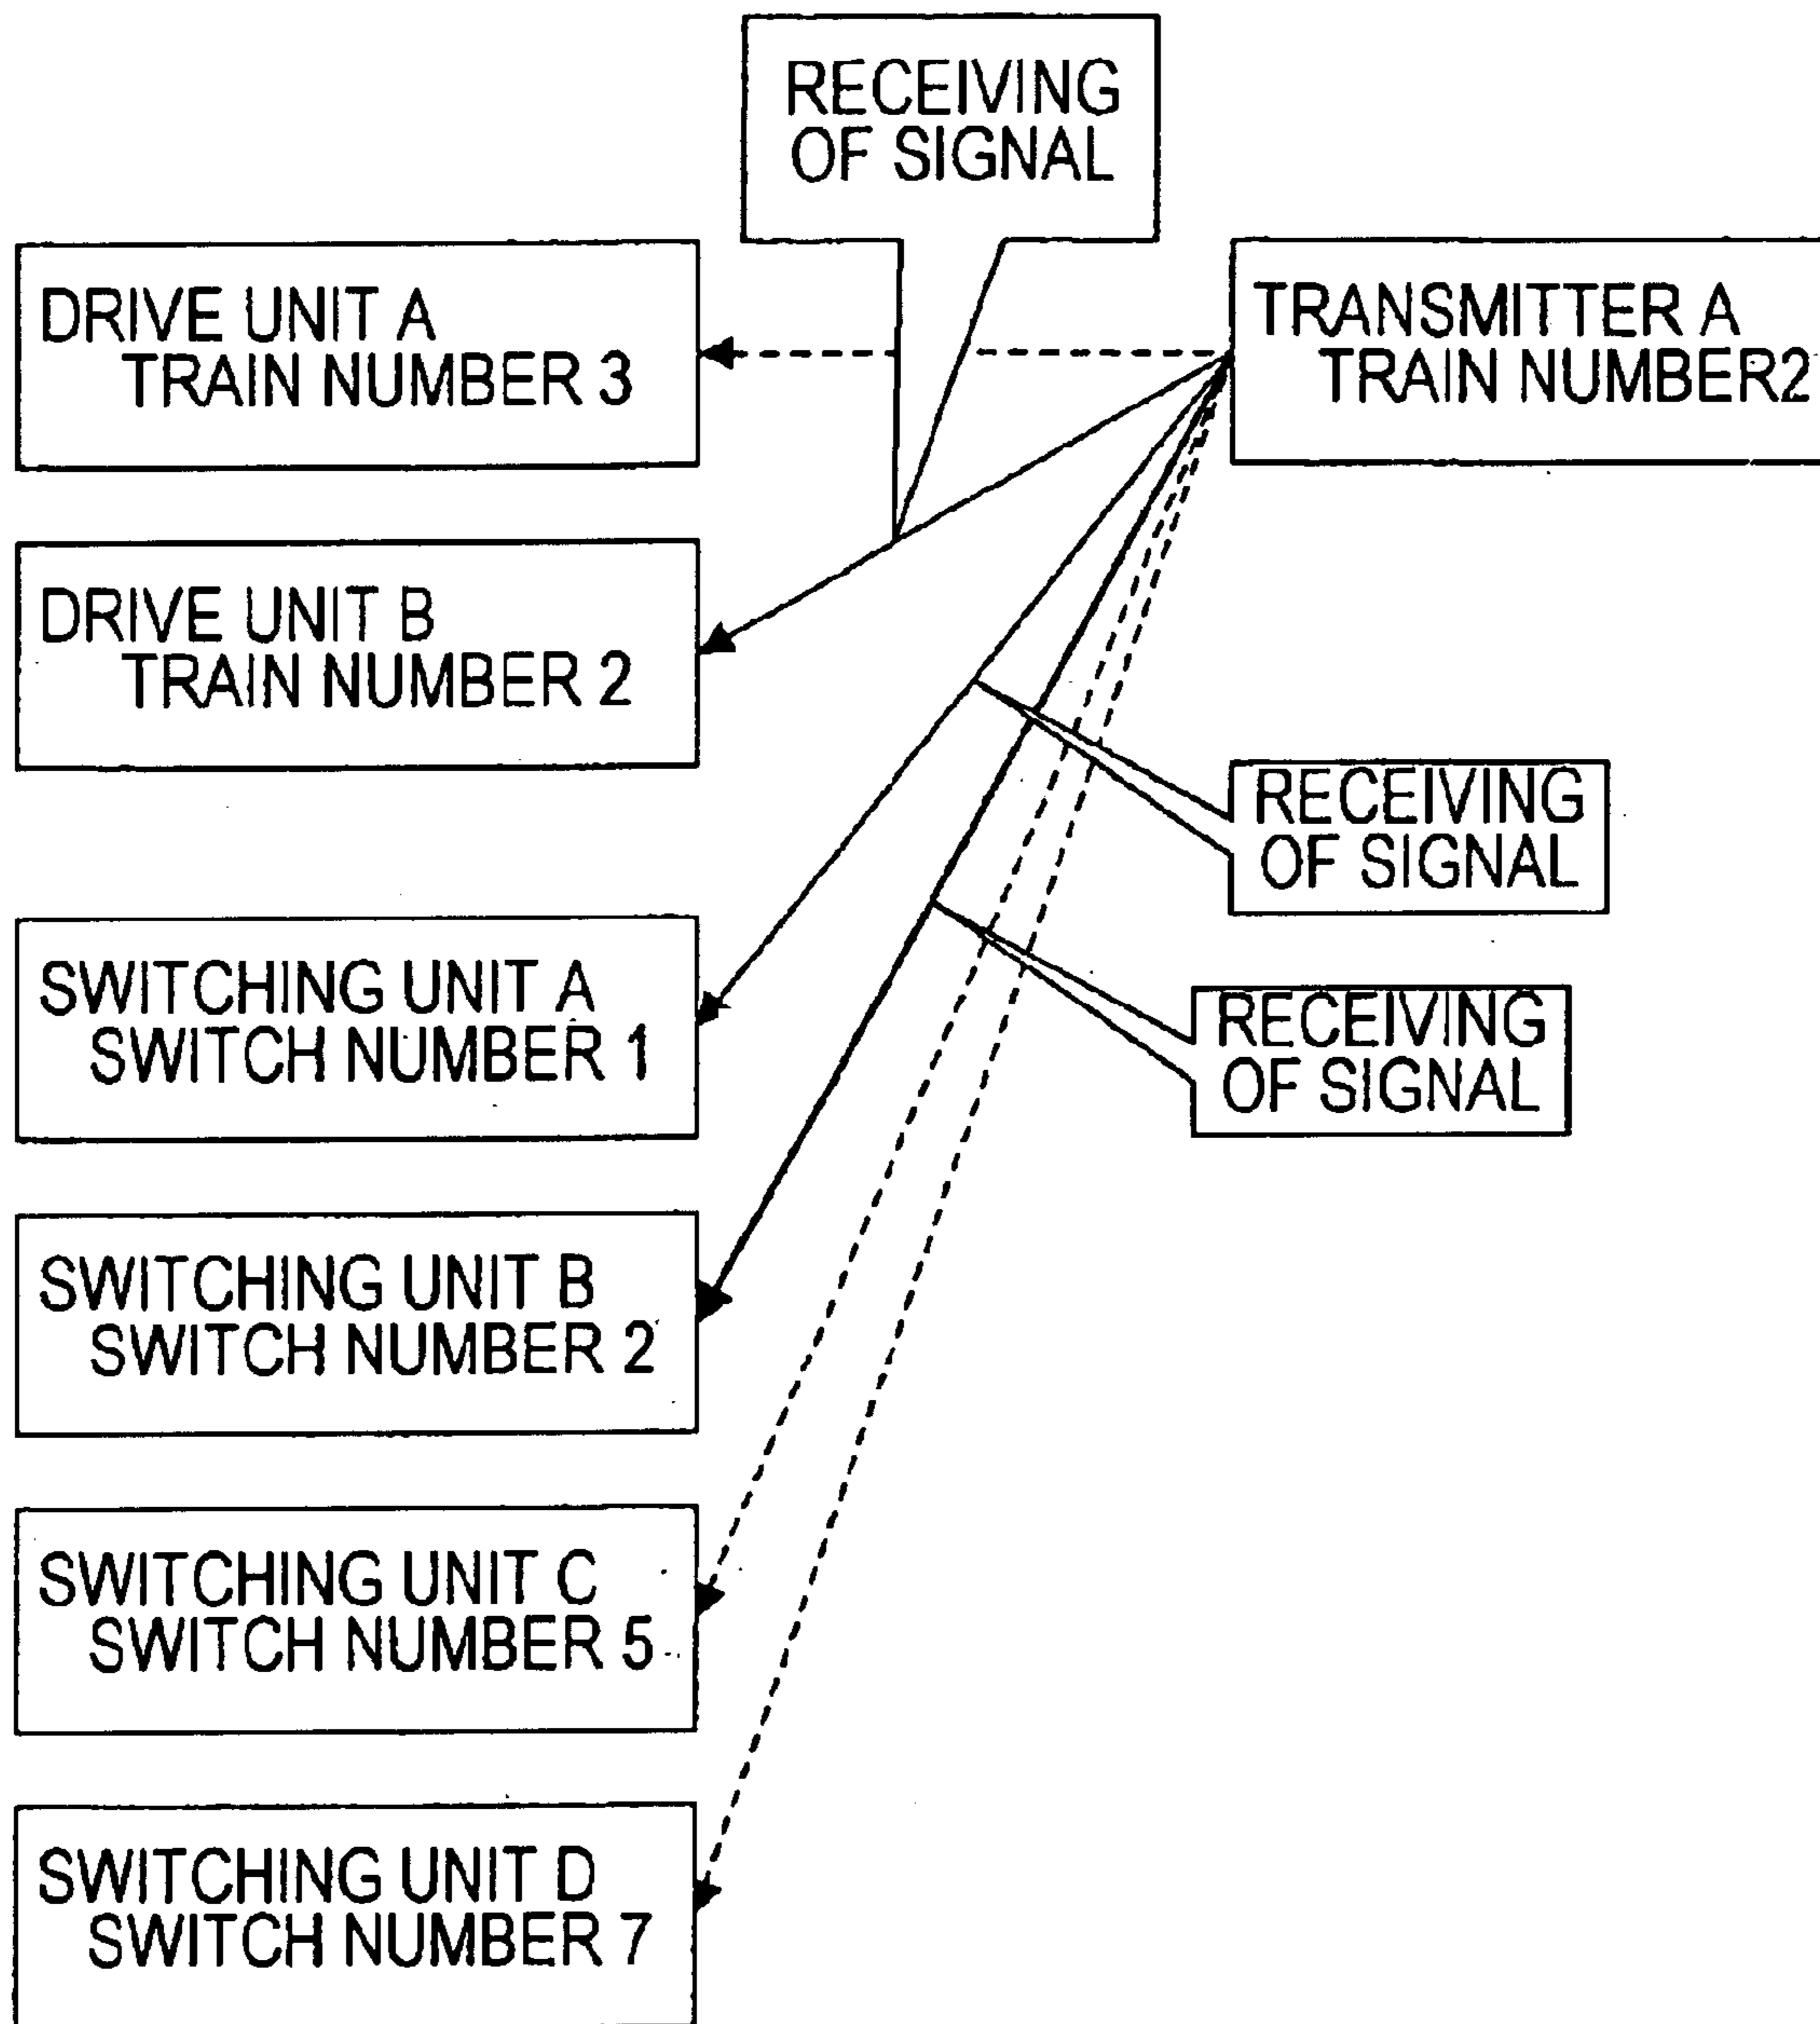 RECEIVING
OF SIGNAL
DRIVE UNIT A
TRAIN NUMBER 3
TRANSMITTER A
TRAIN NUMBER2
DRIVE UNIT B
TRAIN NUMBER 2
RECEIVING
OF SIGNAL
SWITCHING UNIT A
SWITCH NUMBER 1
RECEIVING
OF SIGNAL
SWITCHING UNIT B
SWITCH NUMBER 2
SWITCHING UNIT C
SWITCH NUMBER 5
SWITCHING UNIT D
SWITCH NUMBER 7